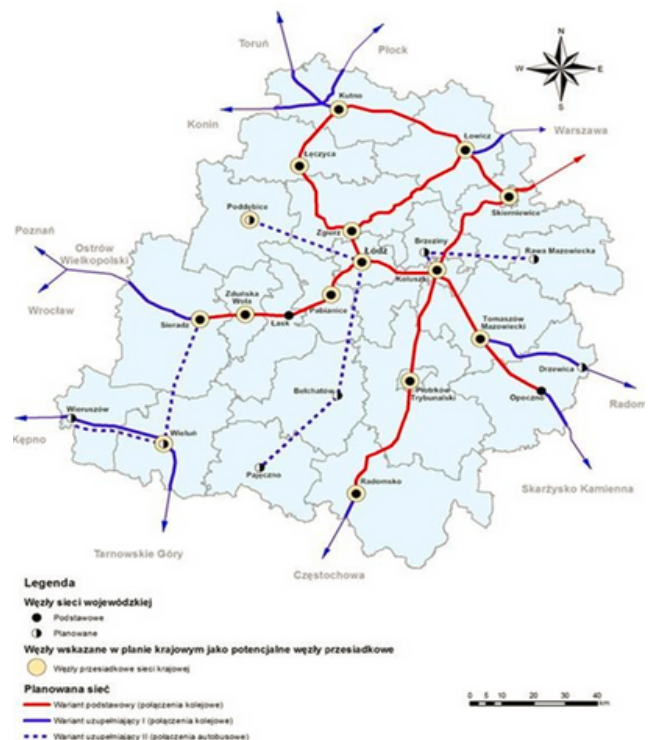 Toruń
Płock
N
W E
S
Kutno
Konin
Łowicz
Warszawa
Łęczyca
Skierniewice
Poddębice
Zgierz
Poznań
Brzeziny
Łódź
Rawa Mazowiecka
Ostrów
Wielkopolski
Koluszki
Zduńska
Wola
Pabianice
Wrocław
Łask
Sieradz
Tomaszów
Mazowiecki
Drzewica
Bełchatów
Piotrków
Trybunalski
Opoczno
Radom
Wieruszów
Kępno
Wieluń
Pajęczno
Radomsko
Skarżysko Kamienna
Tarnowskie Góry
Częstochowa
Legenda
Węzły sieci wojewódzkiej
Podstawowe
Planowane
Węzły wskazane w planie krajowym jako potencjalne węzły przesiadkowe
Węzły przesiadkowe sieci krajowej
Planowana sieć
Wariant podstawowy (połączenia kolejowe)
Wariant uzupełniający I (połączenia kolejowe)
Wariant uzupełniający II (połączenia autobusowe)
0 5 10 20 30 40
km